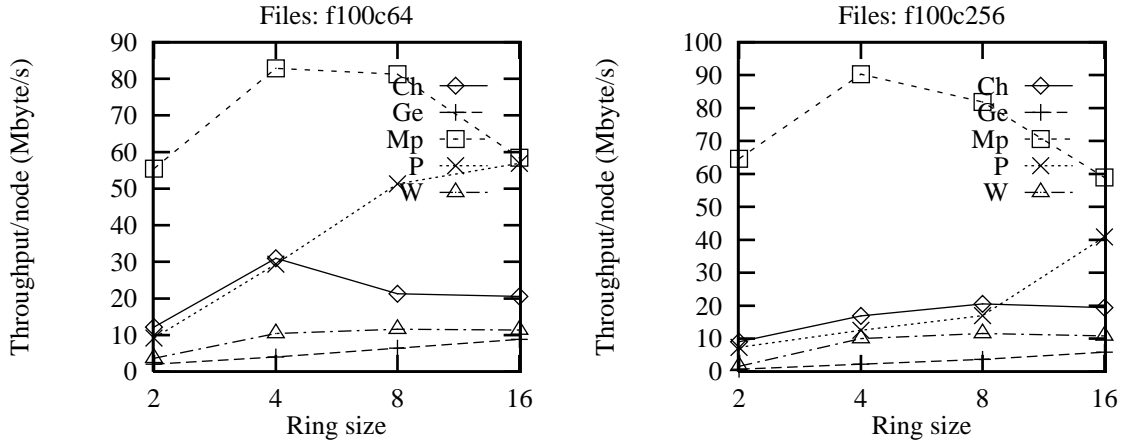 Files: f100c64
Throughput/node (Mbyte/s)
90
80
70
60
50
40
30
20
10
0
Ch
Ge
Mp
P
W
2 4 8 16
Ring size
Files: f100c256
Throughput/node (Mbyte/s)
100
90
80
70
60
50
40
30
20
10
0
Ch
Ge
Mp
P
W
2 4 8 16
Ring size